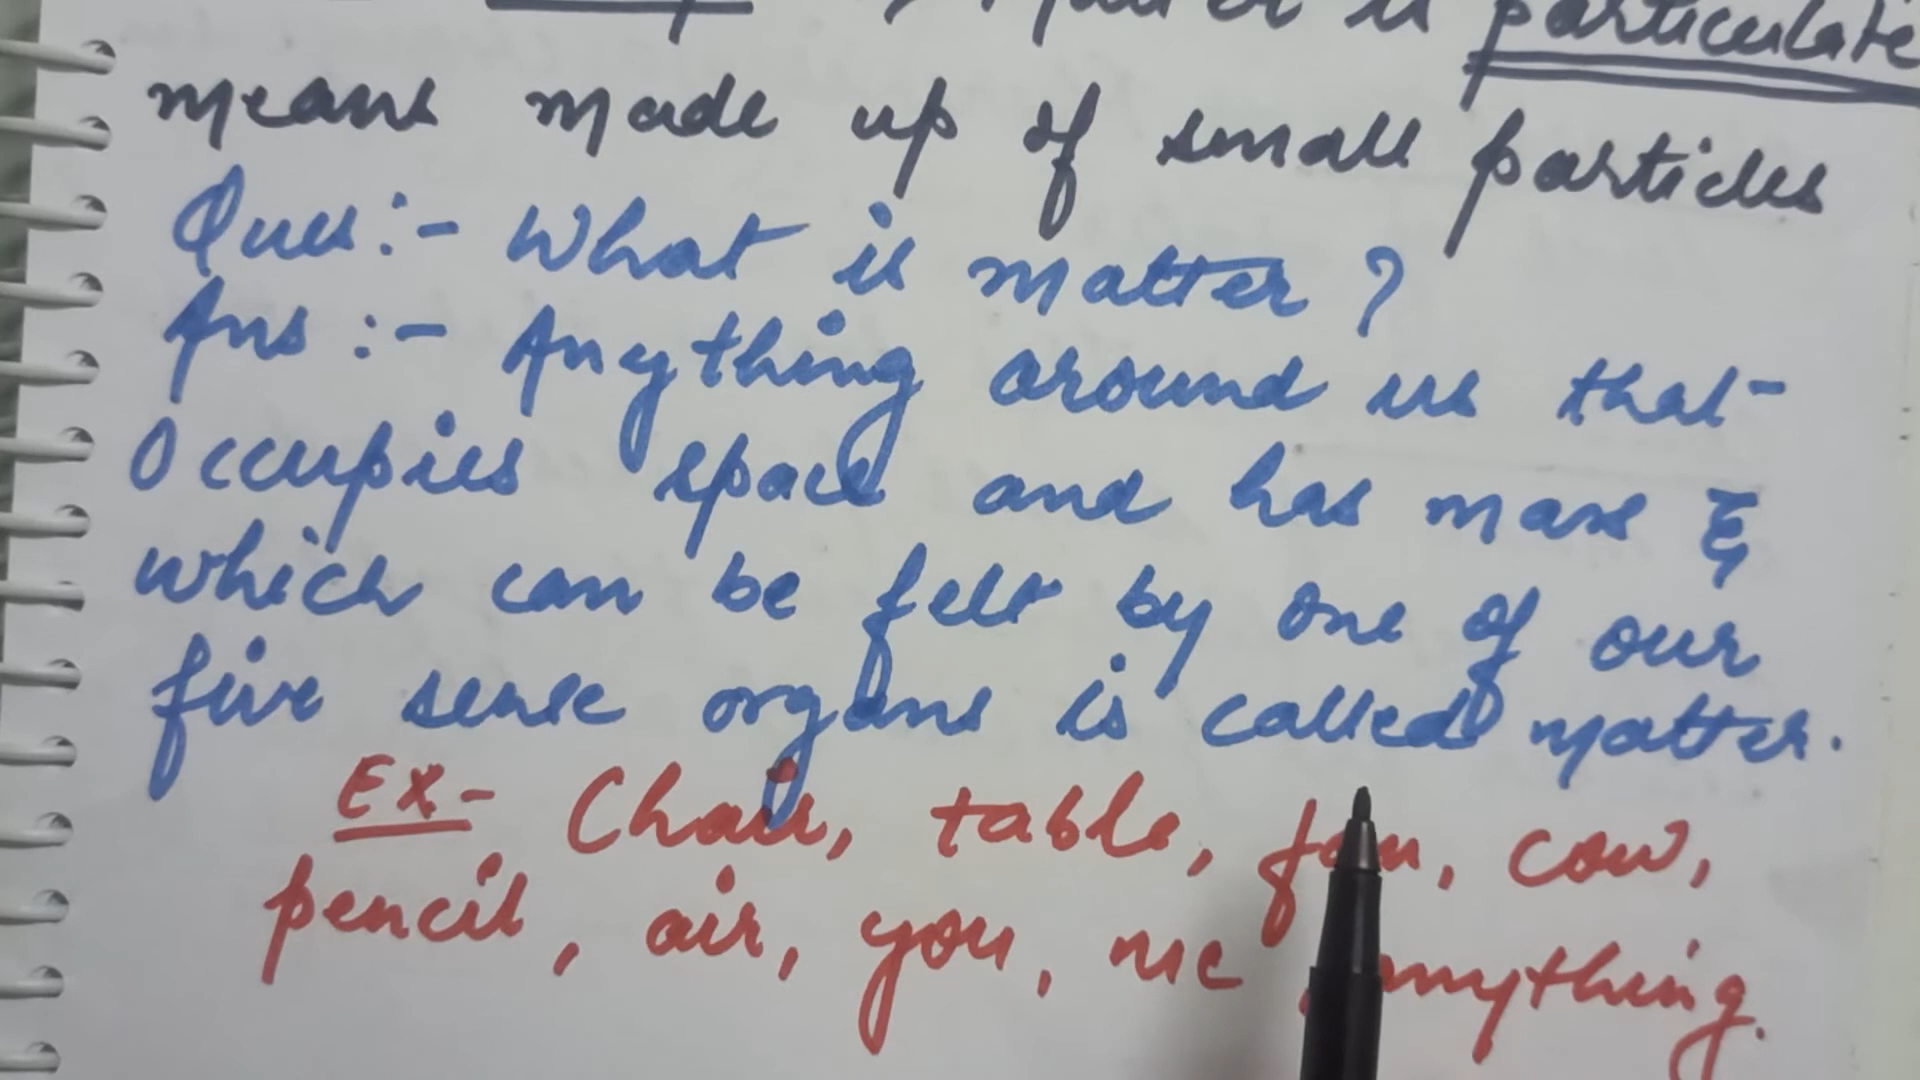 Matter is particulate
means made up of small particles
Ques:- What is matter?
Ans:- Anything around us that
Occupies space and has mass &
which can be felt by one of our
five sense organs is called matter.
Ex- Chair, table, fan, cow,
pencil, air, you, me, anything.